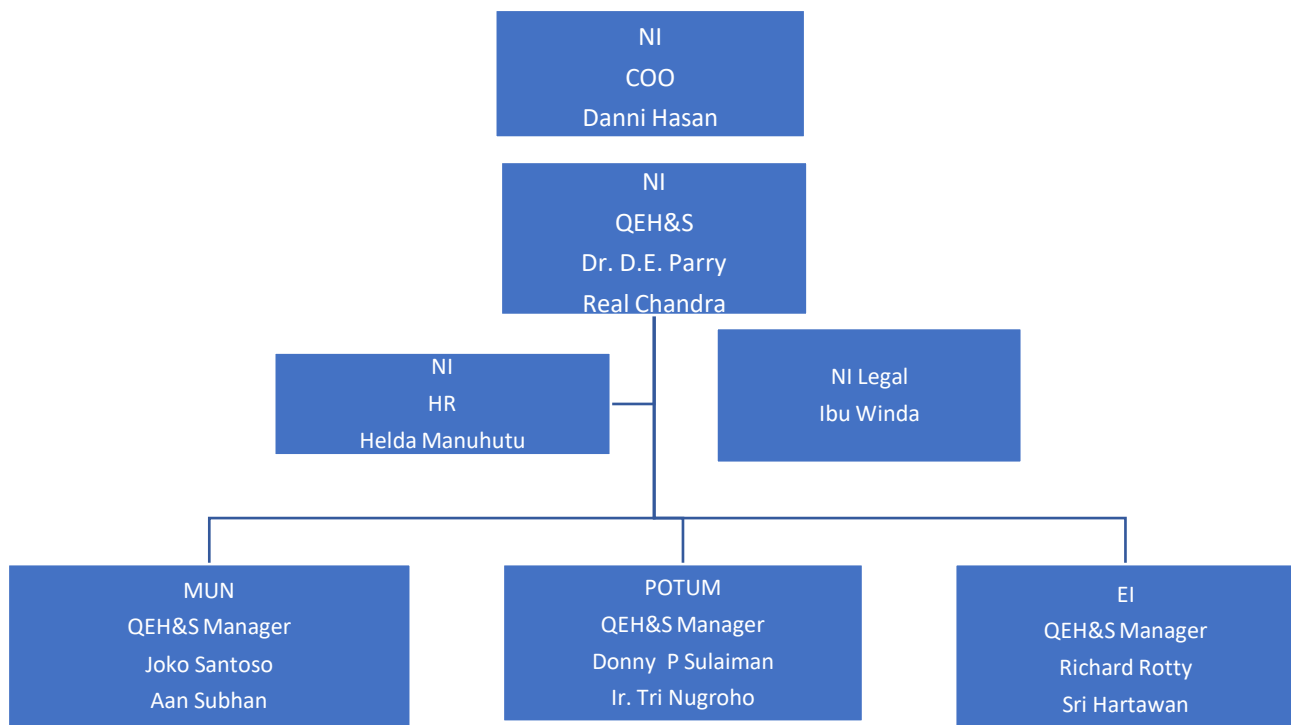 NI
COO
Danni Hasan
NI
QEH&S
Dr. D.E. Parry
Real Chandra
NI
HR
Helda Manuhutu
NI Legal
Ibu Winda
MUN
QEH&S Manager
Joko Santoso
Aan Subhan
POTUM
QEH&S Manager
Donny P Sulaiman
Ir. Tri Nugroho
EI
QEH&S Manager
Richard Rotty
Sri Hartawan